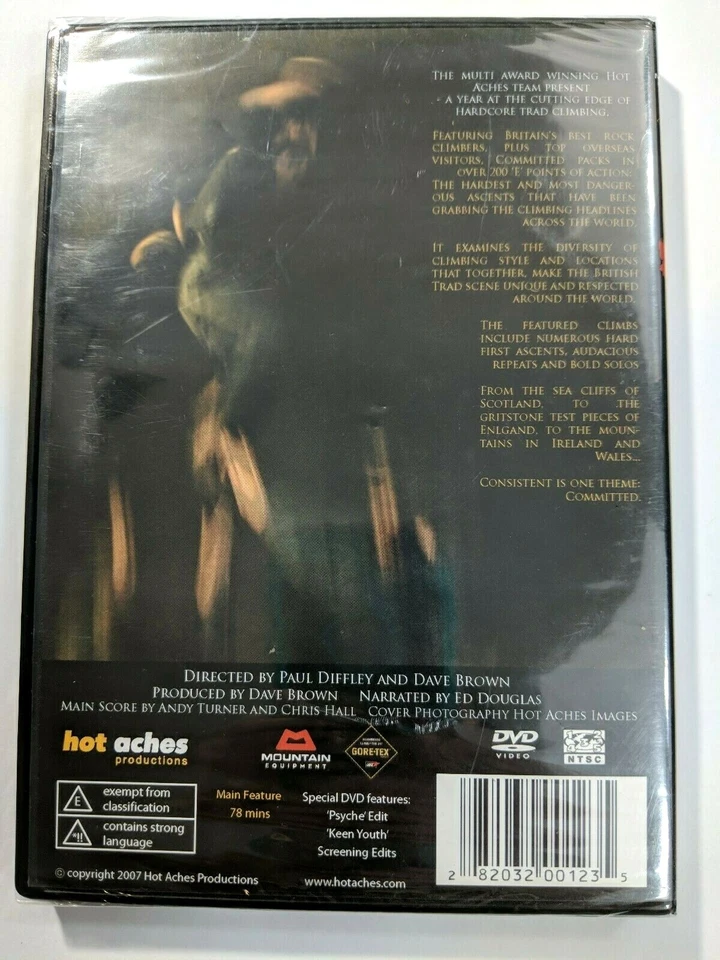 THE MULTI AWARD WINNING HOT
ACHES TEAM PRESENT
- A YEAR AT THE CUTTING EDGE OF
HARDCORE TRAD CLIMBING.
FEATURING BRITAIN'S BEST ROCK
CLIMBERS, PLUS TOP OVERSEAS
VISITORS, COMMITTED PACKS IN
OVER 200 'E' POINTS OF ACTION:
THE HARDEST AND MOST DANGER-
OUS ASCENTS THAT HAVE BEEN
GRABBING THE CLIMBING HEADLINES
ACROSS THE WORLD.
IT EXAMINES THE DIVERSITY OF
CLIMBING STYLE AND LOCATIONS
THAT TOGETHER, MAKE THE BRITISH
TRAD SCENE UNIQUE AND RESPECTED
AROUND THE WORLD.
THE FEATURED CLIMBS
INCLUDE NUMEROUS HARD
FIRST ASCENTS, AUDACIOUS
REPEATS AND BOLD SOLOS
FROM THE SEA CLIFFS OF
SCOTLAND, TO THE
GRITSTONE TEST PIECES OF
ENLGAND, TO THE MOUN-
TAINS IN IRELAND AND
WALES...
CONSISTENT IS ONE THEME:
COMMITTED.
DIRECTED BY PAUL DIFFLEY AND DAVE BROWN
PRODUCED BY DAVE BROWN NARRATED BY ED DOUGLAS
MAIN SCORE BY ANDY TURNER AND CHRIS HALL COVER PHOTOGRAPHY HOT ACHES IMAGES
hot aches
productions
MOUNTAIN
EQUIPMENT
GORE-TEX
DVD
VIDEO
NTSC
E
exempt from
classification
*!!
contains strong
language
Main Feature
78 mins
Special DVD features:
'Psyche' Edit
'Keen Youth'
Screening Edits
© copyright 2007 Hot Aches Productions
www.hotaches.com
2 82032 00123 5